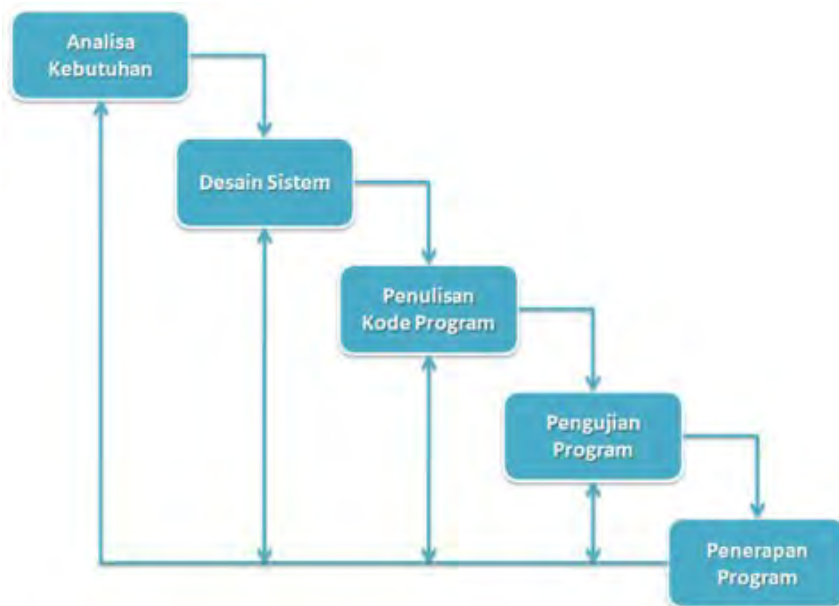 Analisa
Kebutuhan
Desain Sistem
Penulisan
Kode Program
Pengujian
Program
Penerapan
Program